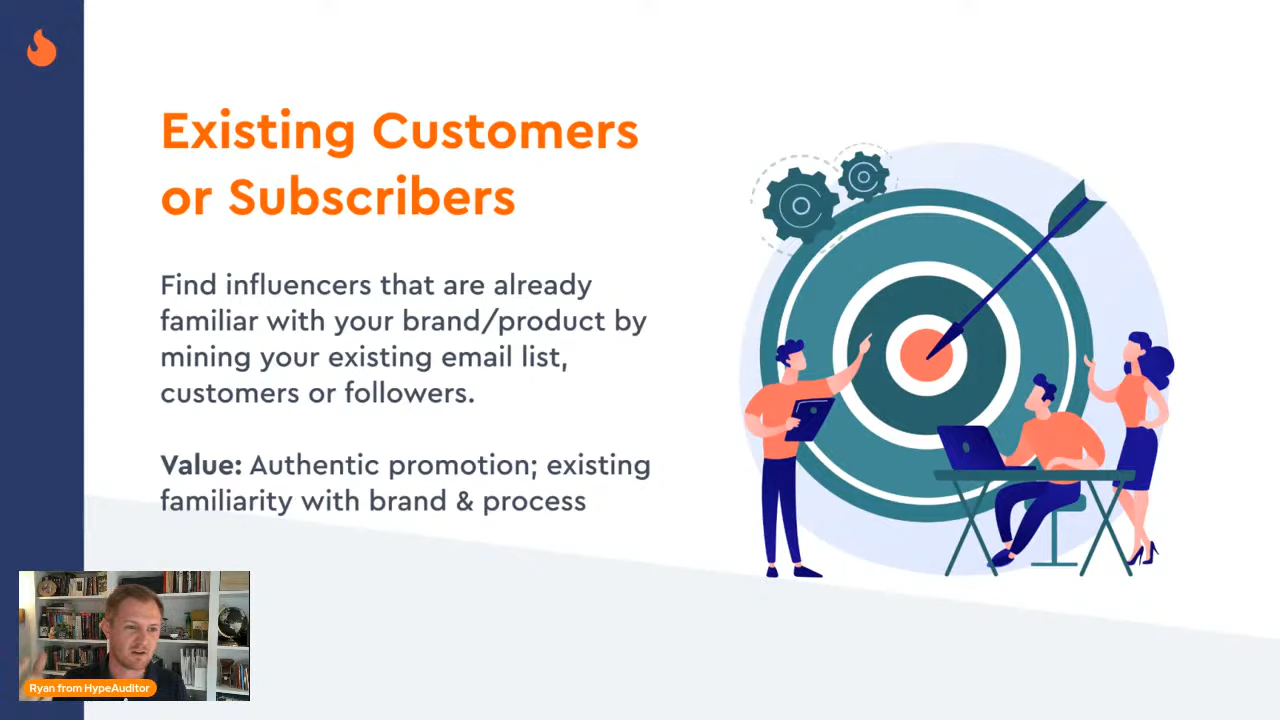 Existing Customers
or Subscribers
Find influencers that are already
familiar with your brand/product by
mining your existing email list,
customers or followers.
Value: Authentic promotion; existing
familiarity with brand & process
Ryan from HypeAuditor